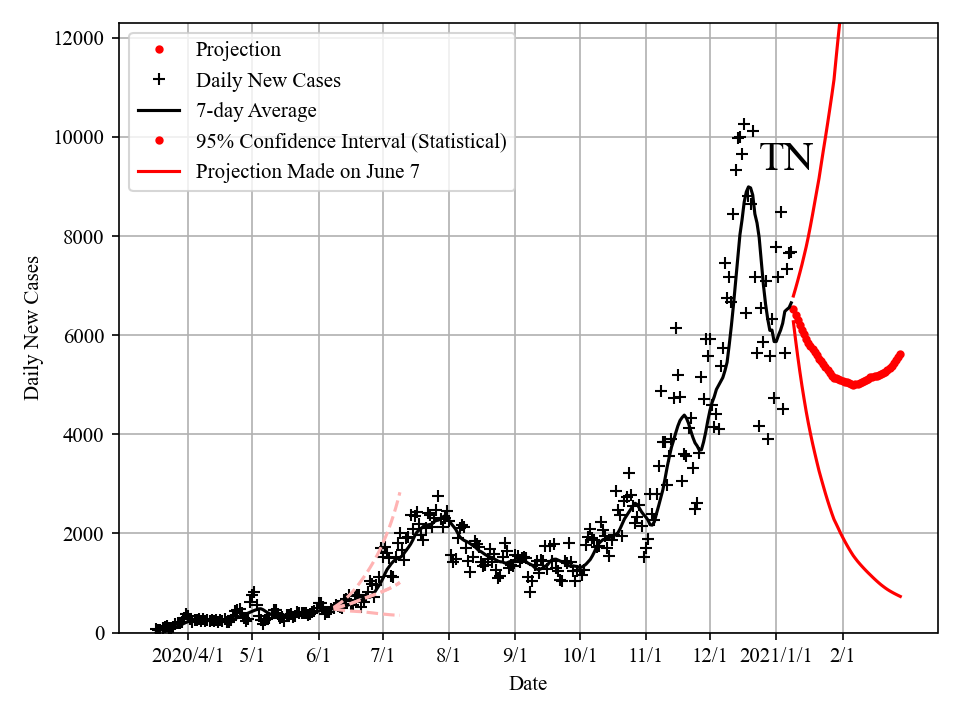 12000
10000
8000
6000
4000
2000
0
Daily New Cases
Projection
Daily New Cases
7-day Average
95% Confidence Interval (Statistical)
Projection Made on June 7
TN
2020/4/1 5/1 6/1 7/1 8/1 9/1 10/1 11/1 12/1 2021/1/1 2/1
Date